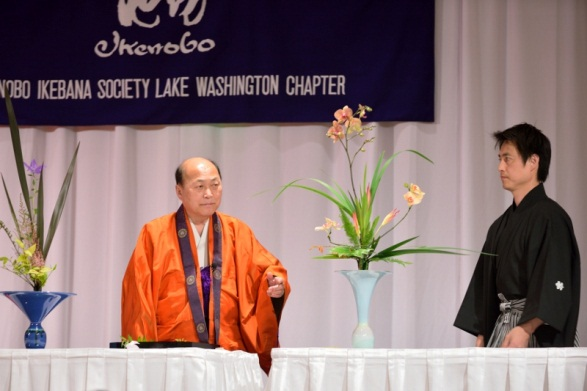 Ikenobo
NOBO IKEBANA SOCIETY LAKE WASHINGTON CHAPTER